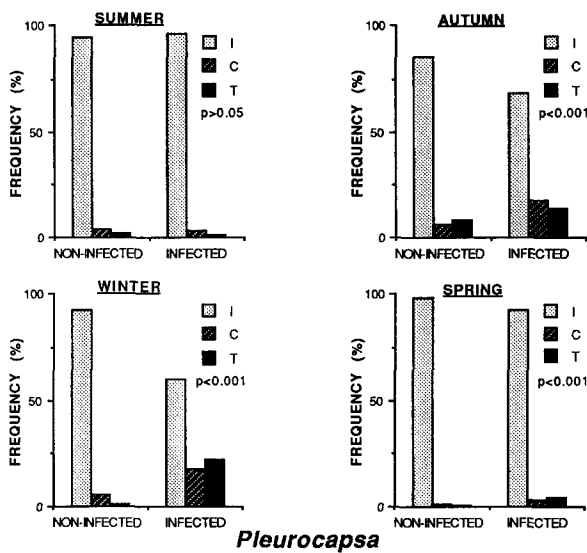 SUMMER
FREQUENCY (%)
100
50
0
I
C
T
p>0.05
NON-INFECTED INFECTED
AUTUMN
FREQUENCY (%)
100
50
0
I
C
T
p<0.001
NON-INFECTED INFECTED
WINTER
FREQUENCY (%)
100
50
0
I
C
T
p<0.001
NON-INFECTED INFECTED
SPRING
FREQUENCY (%)
100
50
0
I
C
T
p<0.001
NON-INFECTED INFECTED
Pleurocapsa